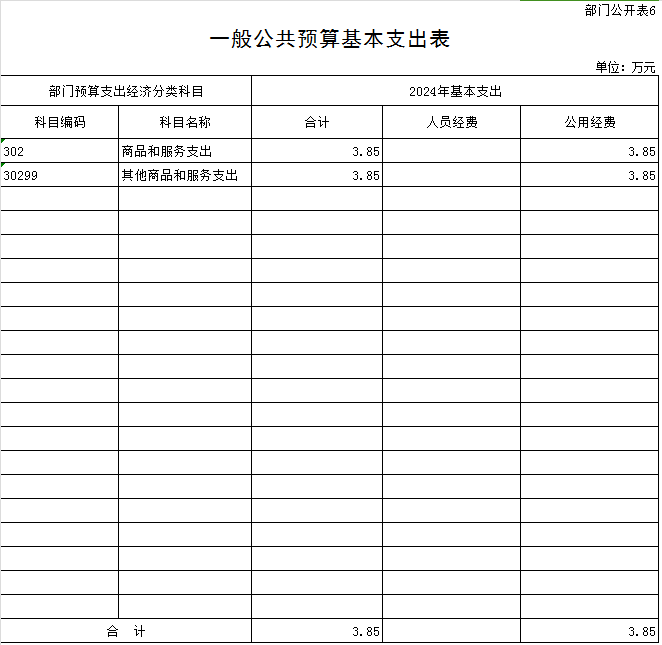 部门公开表6
一般公共预算基本支出表
单位：万元
部门预算支出经济分类科目 2024年基本支出
科目编码 科目名称 合计 人员经费 公用经费
302 商品和服务支出 3.85 3.85
30299 其他商品和服务支出 3.85 3.85
合 计 3.85 3.85